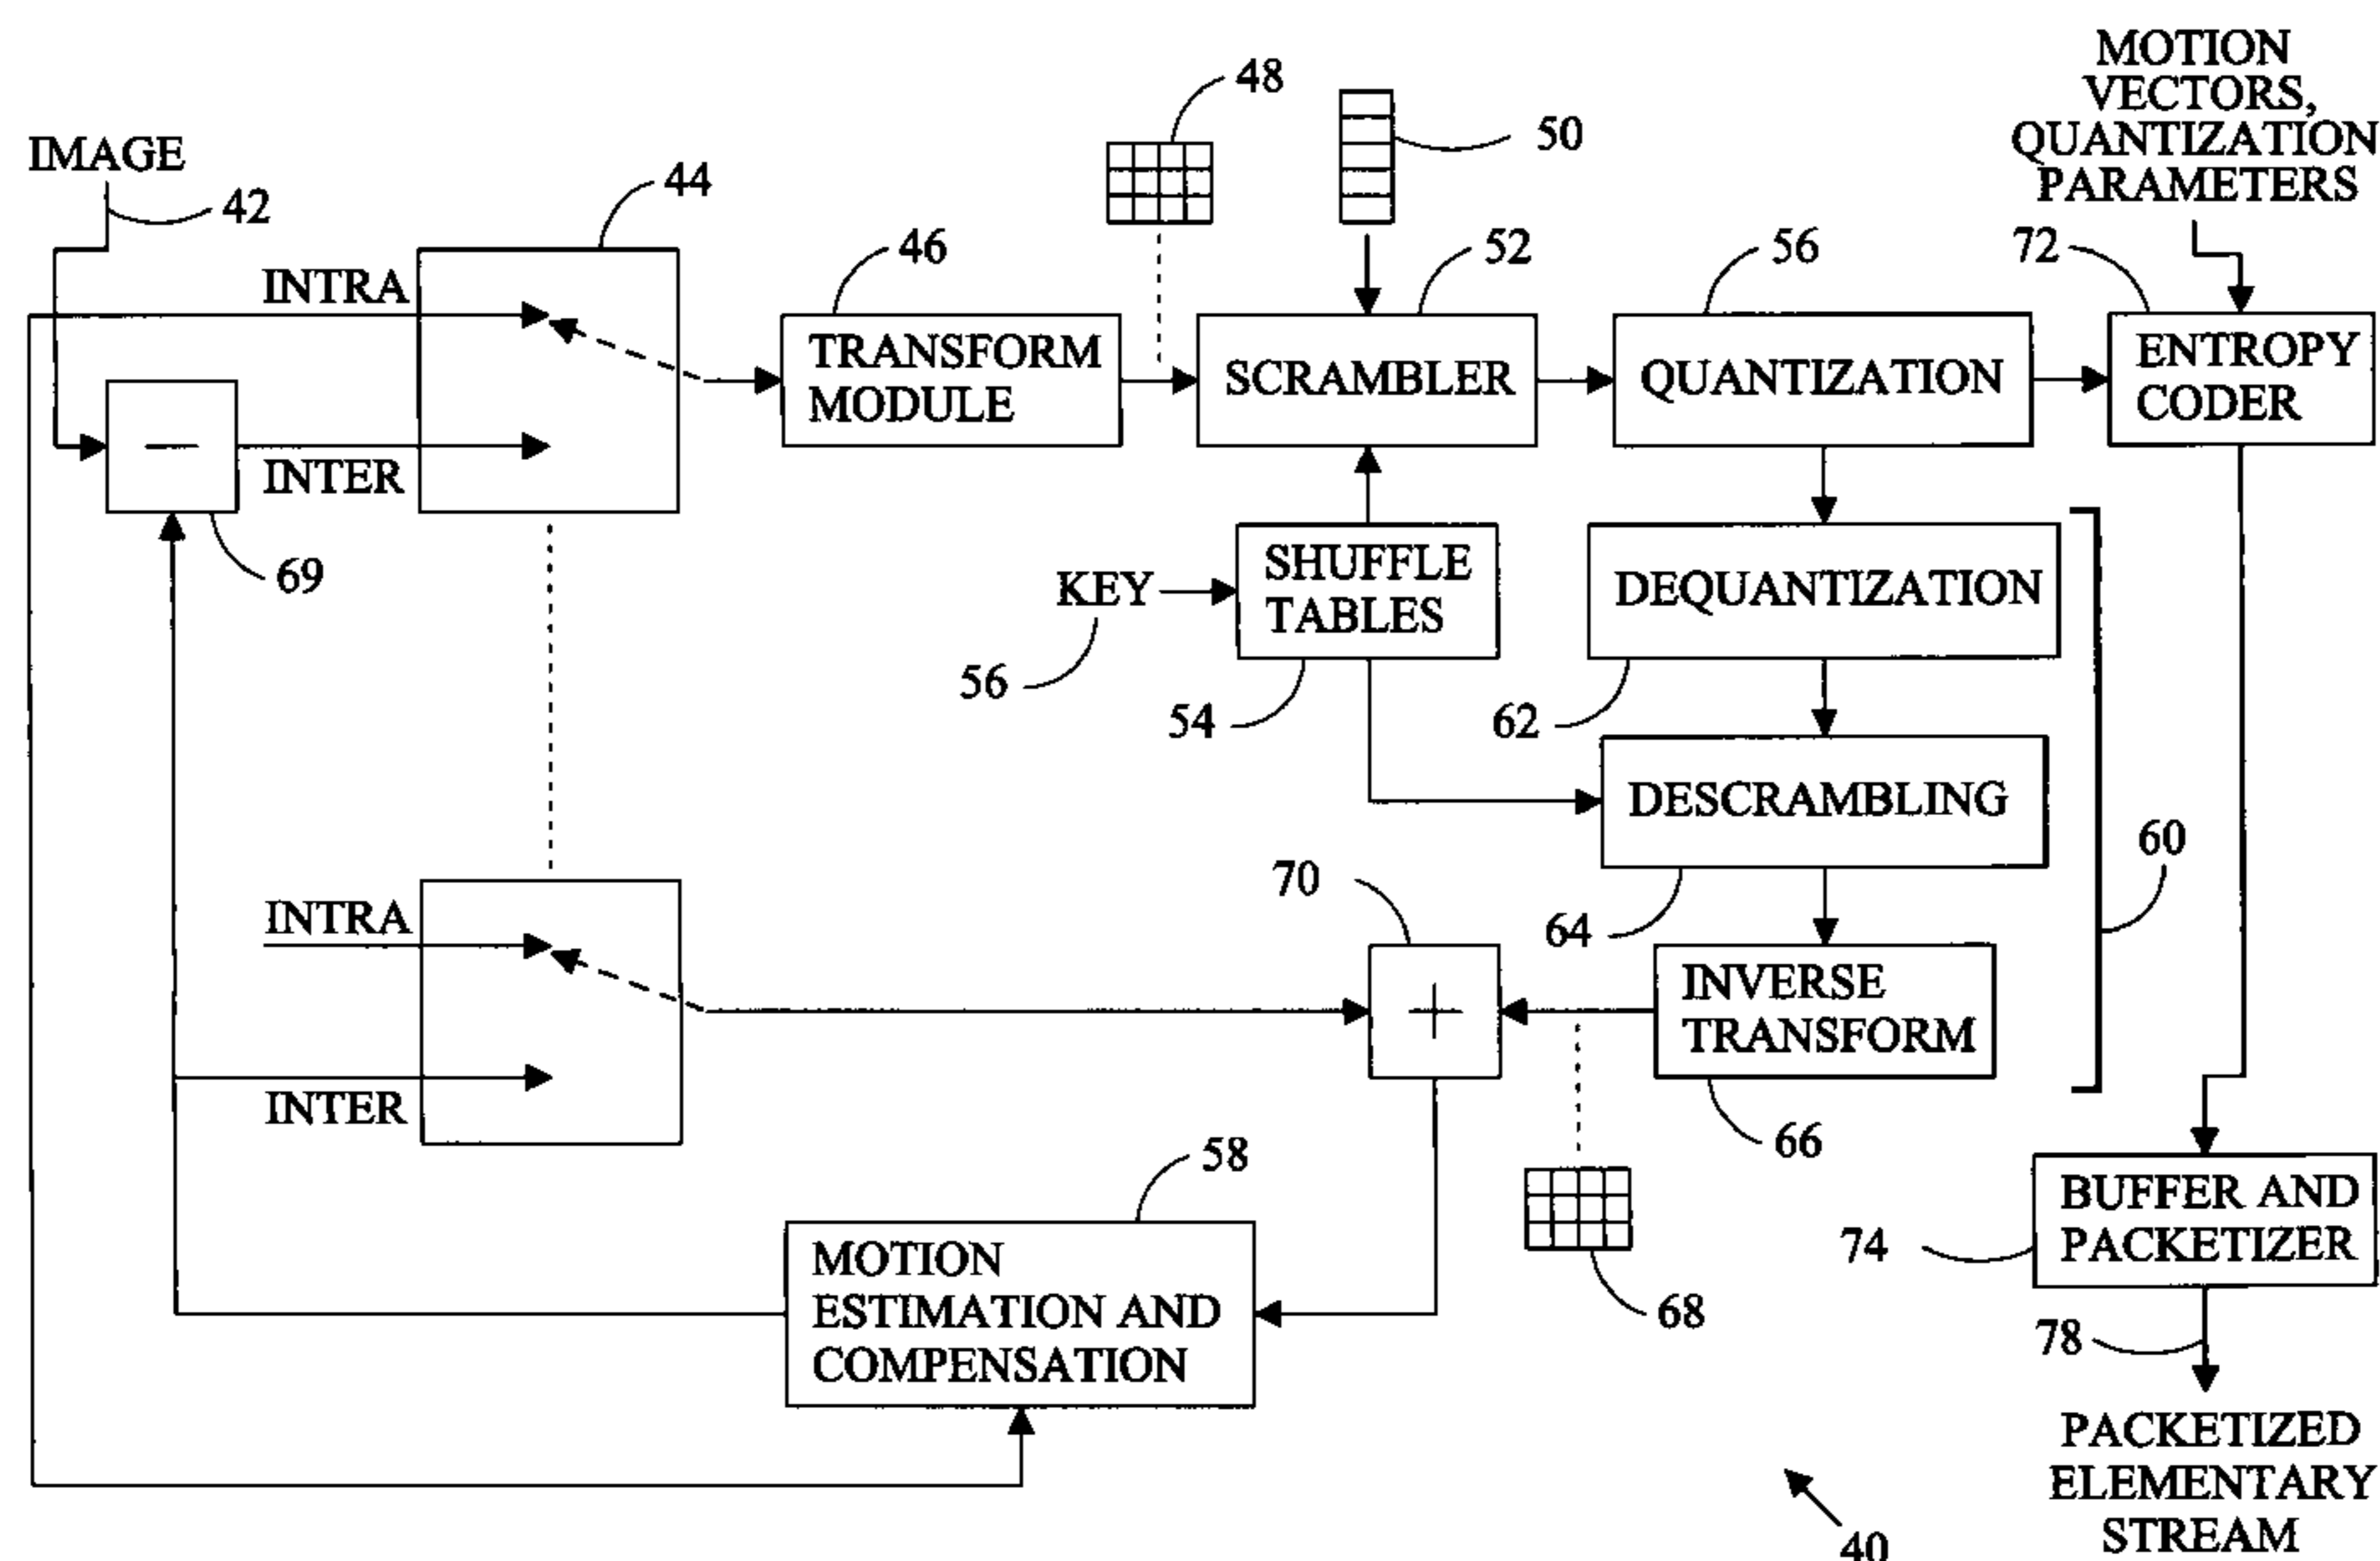 MOTION
VECTORS,
QUANTIZATION
PARAMETERS
48
50
IMAGE
42
44
INTRA
46
52
56
72
TRANSFORM
MODULE
SCRAMBLER
QUANTIZATION
ENTROPY
CODER
INTER
69
KEY
56
SHUFFLE
TABLES
54
DEQUANTIZATION
62
DESCRAMBLING
64
60
70
INTRA
INTER
INVERSE
TRANSFORM
66
68
58
MOTION
ESTIMATION AND
COMPENSATION
BUFFER AND
PACKETIZER
74
78
PACKETIZED
ELEMENTARY
STREAM
40